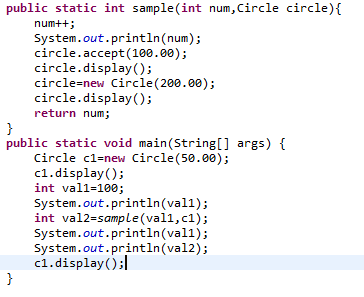 public static int sample(int num,Circle circle){
    num++;
    System.out.println(num);
    circle.accept(100.00);
    circle.display();
    circle=new Circle(200.00);
    circle.display();
    return num;
}
public static void main(String[] args) {
    Circle c1=new Circle(50.00);
    c1.display();
    int val1=100;
    System.out.println(val1);
    int val2=sample(val1,c1);
    System.out.println(val1);
    System.out.println(val2);
    c1.display();
}